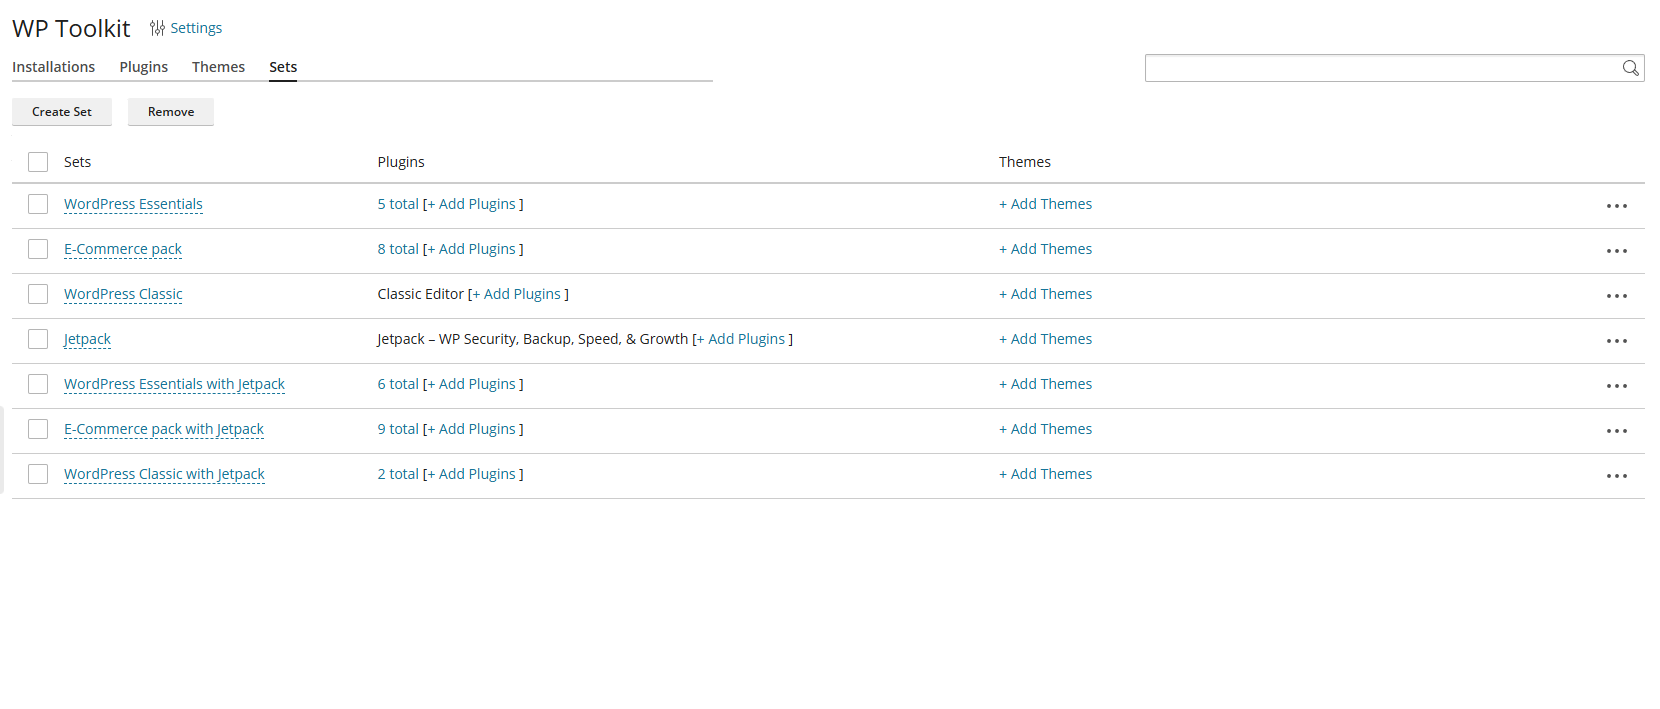 WP Toolkit Settings
Installations Plugins Themes Sets
Create Set Remove
Sets Plugins Themes
WordPress Essentials 5 total [+ Add Plugins ] + Add Themes
E-Commerce pack 8 total [+ Add Plugins ] + Add Themes
WordPress Classic Classic Editor [+ Add Plugins ] + Add Themes
Jetpack Jetpack – WP Security, Backup, Speed, & Growth [+ Add Plugins ] + Add Themes
WordPress Essentials with Jetpack 6 total [+ Add Plugins ] + Add Themes
E-Commerce pack with Jetpack 9 total [+ Add Plugins ] + Add Themes
WordPress Classic with Jetpack 2 total [+ Add Plugins ] + Add Themes